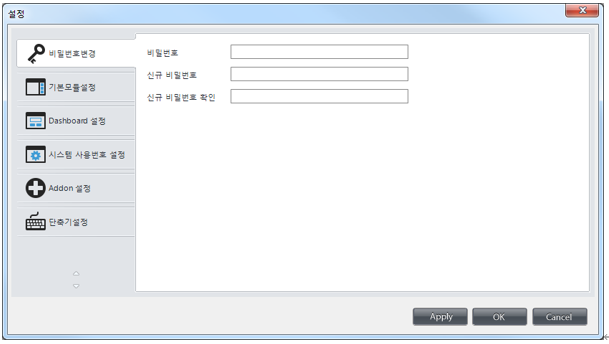 설정
비밀번호변경
기본모듈설정
Dashboard 설정
시스템 사용번호 설정
Addon 설정
단축기설정
비밀번호
신규 비밀번호
신규 비밀번호 확인
Apply
OK
Cancel